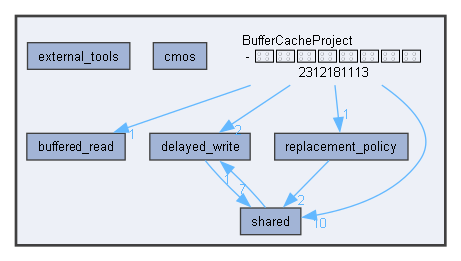 BufferCacheProject
external_tools
cmos
-
2312181113
1
2
1
buffered_read
delayed_write
replacement_policy
1
7
2
10
shared